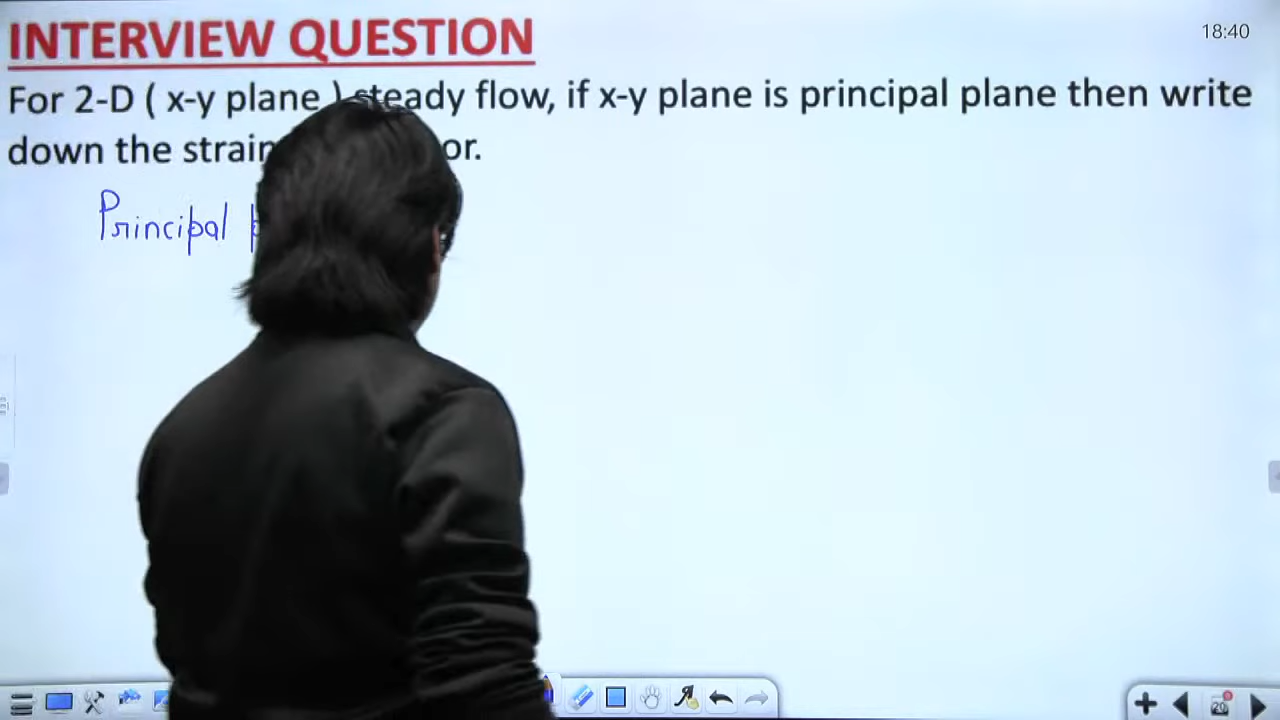 INTERVIEW QUESTION
18:40
For 2-D ( x-y plane ) steady flow, if x-y plane is principal plane then write
down the strain or.
Principal
20